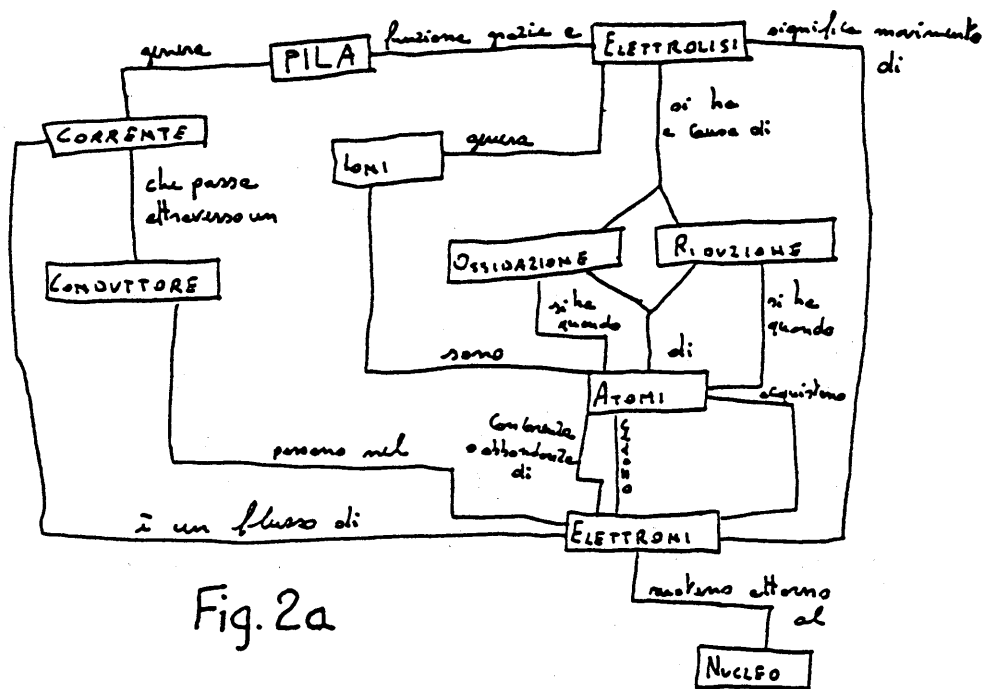 genera
PILA
funzione grazie a
ELETTROLISI
significa movimento
di
CORRENTE
IONI
genera
si ha
a causa di
che passa
attraverso un
OSSIDAZIONE
RIDUZIONE
CONDUTTORE
si ha
quando
di
si ha
quando
sono
ATOMI
acquistano
Con carenza
o abbondanza
di
CEDONO
passano nel
è un flusso di
ELETTRONI
ruotano attorno
al
NUCLEO
Fig. 2a